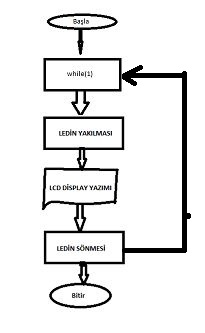 Başla
while(1)
LEDİN YAKILMASI
LCD DİSPLAY YAZIMI
LEDİN SÖNMESİ
Bitir